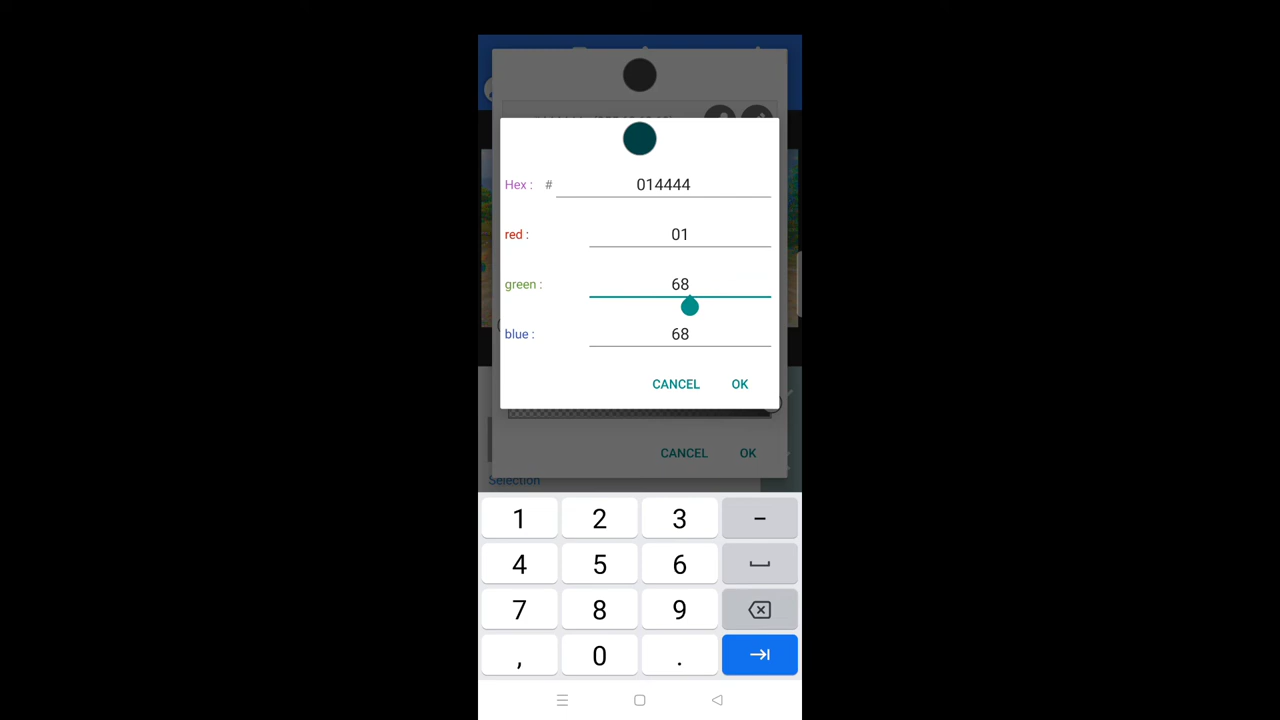 Hex : # 014444
red : 01
green : 68
blue : 68
CANCEL OK
CANCEL OK
Selection
1 2 3 –
4 5 6
7 8 9
, 0 .